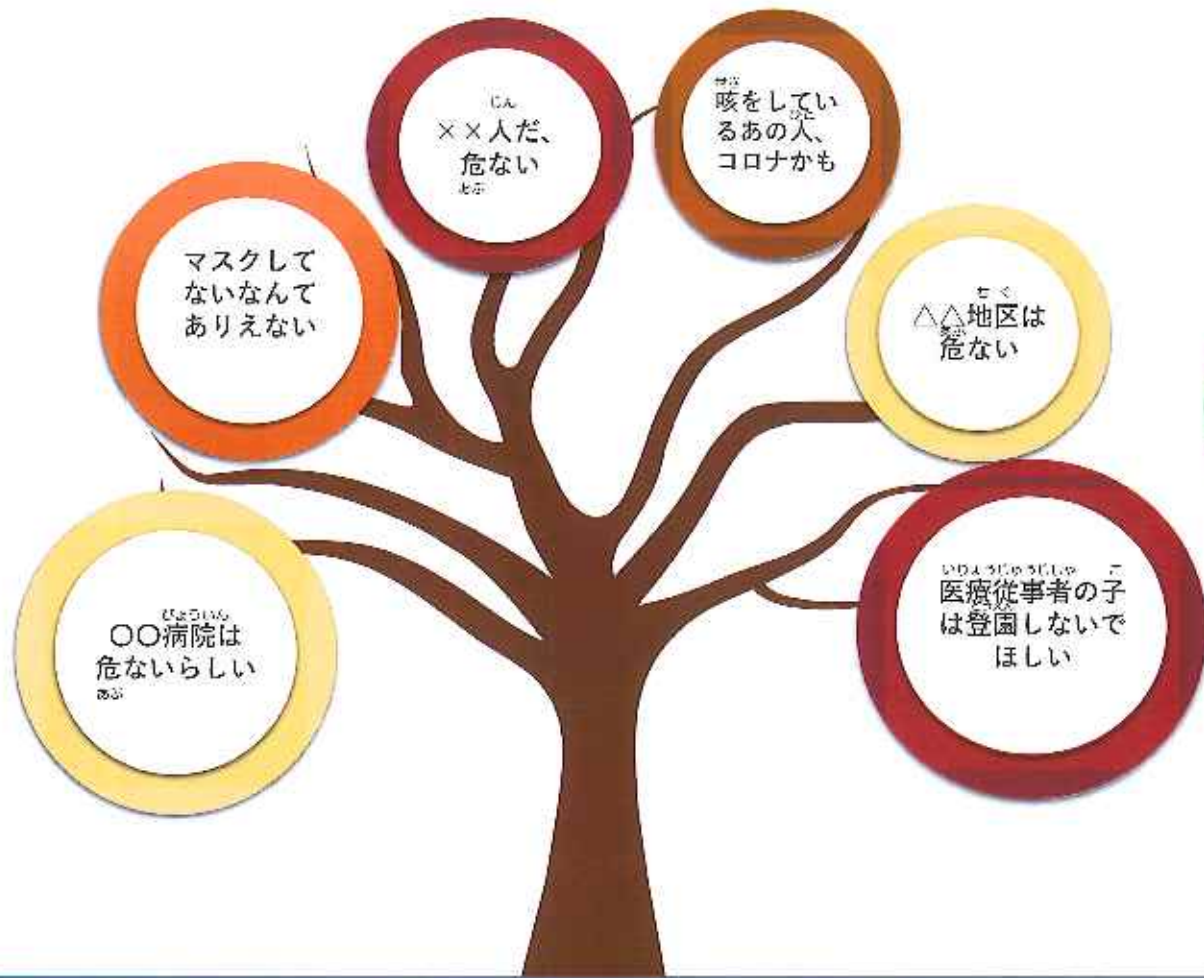 ××人だ、
危ない
咳をしてい
るあの人、
コロナかも
マスクして
ないなんて
ありえない
△△地区は
危ない
〇〇病院は
危ないらしい
医療従事者の子
は登園しないで
ほしい